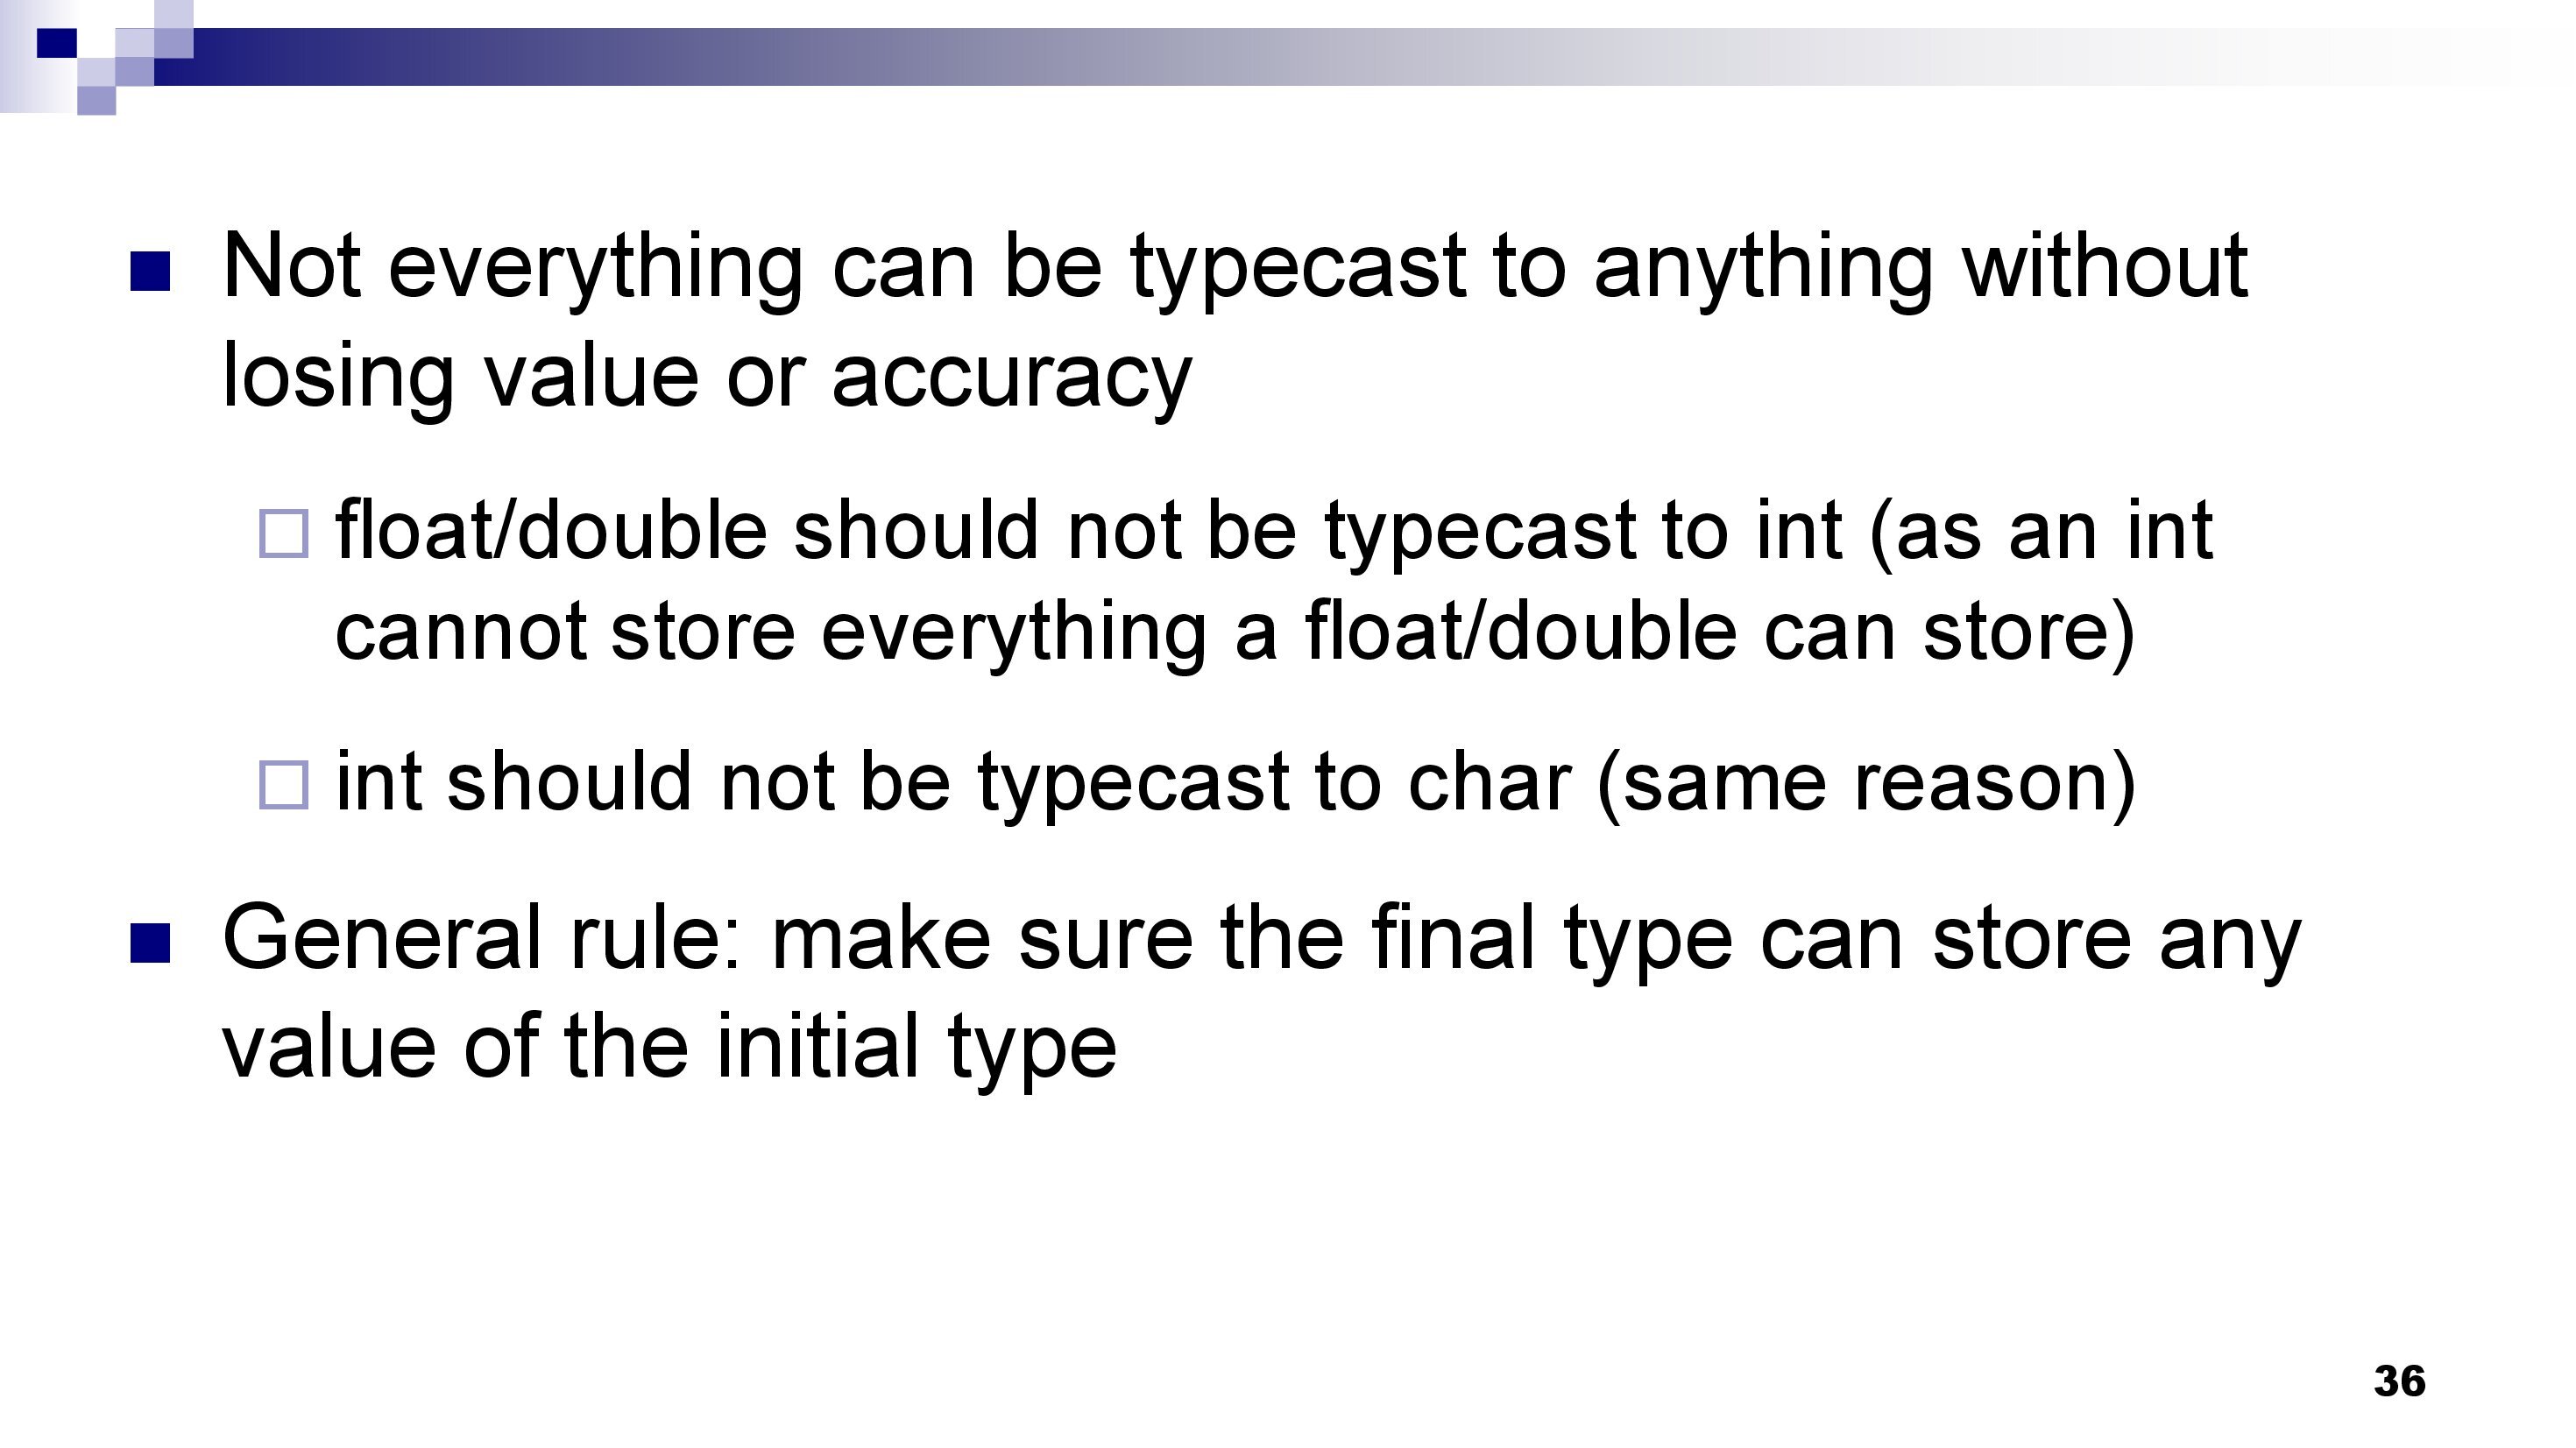 Not everything can be typecast to anything without
losing value or accuracy
float/double should not be typecast to int (as an int
cannot store everything a float/double can store)
int should not be typecast to char (same reason)
General rule: make sure the final type can store any
value of the initial type
36